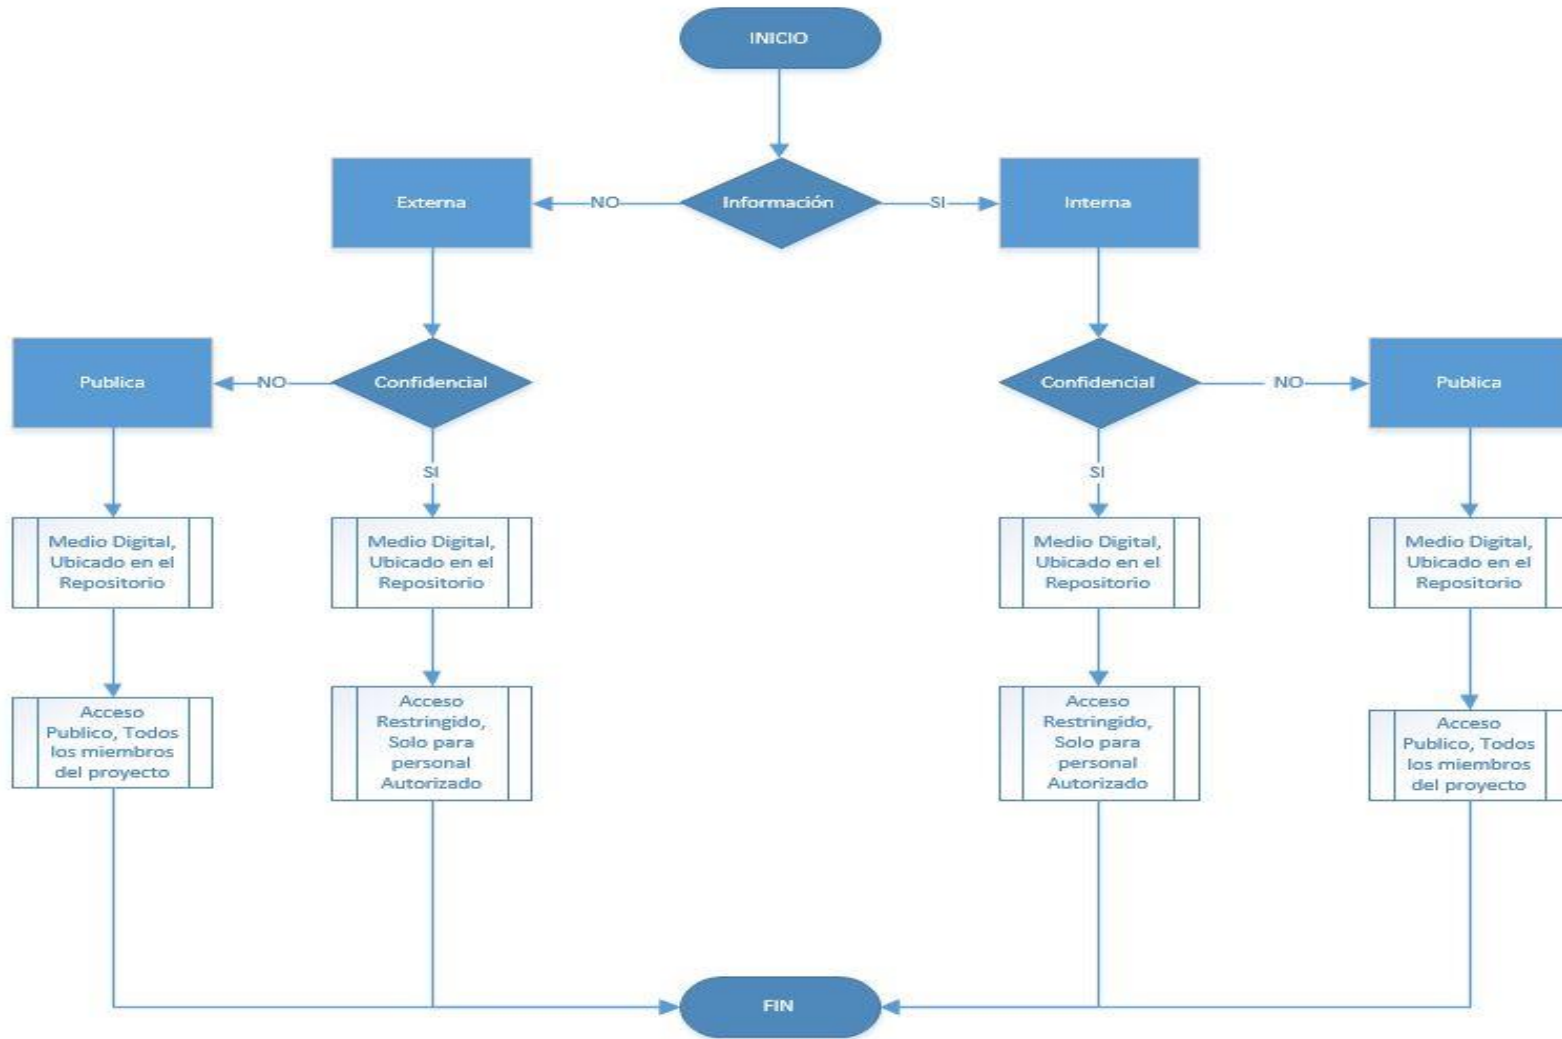 INICIO
Externa
NO
Información
SI
Interna
Publica
NO
Confidencial
Confidencial
NO
Publica
SI
SI
Medio Digital,
Ubicado en el
Repositorio
Medio Digital,
Ubicado en el
Repositorio
Medio Digital,
Ubicado en el
Repositorio
Medio Digital,
Ubicado en el
Repositorio
Acceso
Publico, Todos
los miembros
del proyecto
Acceso
Restringido,
Solo para
personal
Autorizado
Acceso
Restringido,
Solo para
personal
Autorizado
Acceso
Publico, Todos
los miembros
del proyecto
FIN